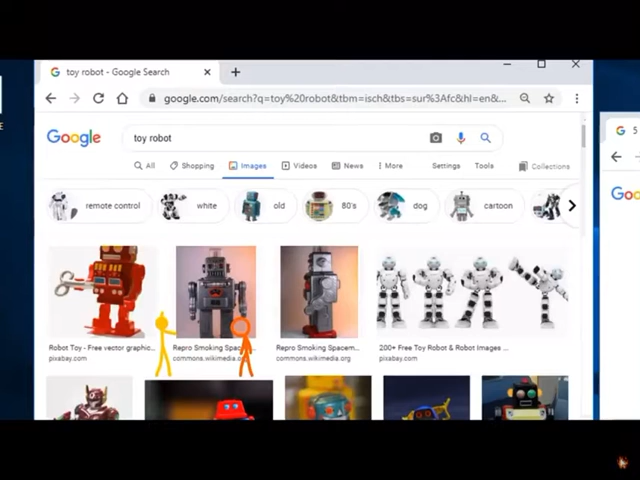 toy robot - Google Search
google.com/search?q=toy%20robot&tbm=isch&tbs=sur%3Afc&hl=en&...
G 5
Google
toy robot
Goo
All
Shopping
Images
Videos
News
More
Settings
Tools
Collections
remote control
white
old
80's
dog
cartoon
Robot Toy - Free vector graphic...
Repro Smoking Spac
Repro Smoking Spacem...
200+ Free Toy Robot & Robot Images ...
pixabay.com
commons.wikimedia.org
commons.wikimedia.org
pixabay.com
E